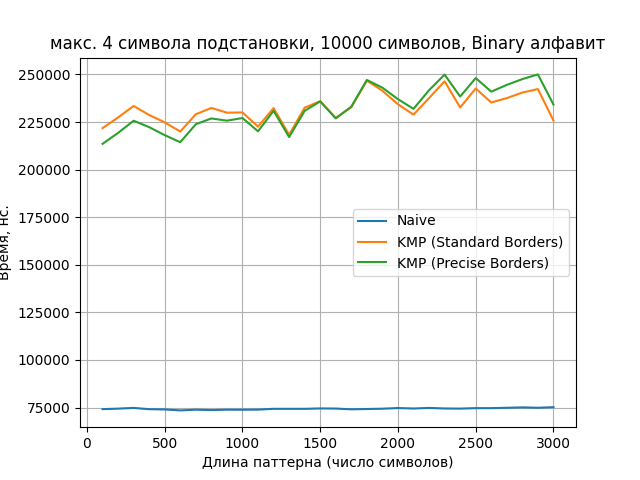 макс. 4 символа подстановки, 10000 символов, Binary алфавит
250000
225000
200000
175000
150000
125000
100000
75000
Время, нс.
Naive
KMP (Standard Borders)
KMP (Precise Borders)
0 500 1000 1500 2000 2500 3000
Длина паттерна (число символов)